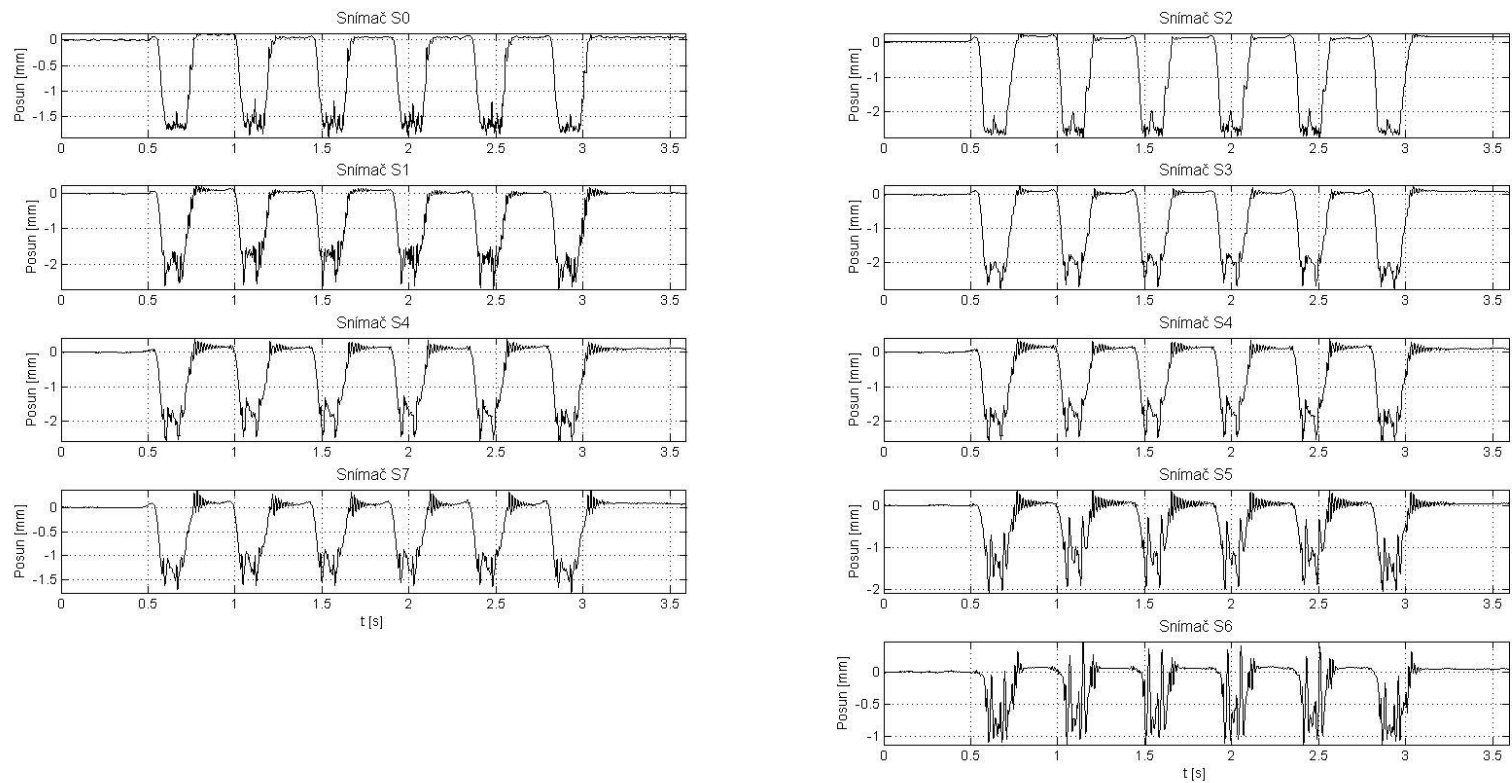 Snímač S0
Posun [mm]
0
-0.5
-1
-1.5
0 0.5 1 1.5 2 2.5 3 3.5
Snímač S1
Posun [mm]
0
-1
-2
0 0.5 1 1.5 2 2.5 3 3.5
Snímač S4
Posun [mm]
0
-1
-2
0 0.5 1 1.5 2 2.5 3 3.5
Snímač S7
Posun [mm]
0
-0.5
-1
-1.5
0 0.5 1 1.5 2 2.5 3 3.5
t [s]
Snímač S2
Posun [mm]
0
-1
-2
0 0.5 1 1.5 2 2.5 3 3.5
Snímač S3
Posun [mm]
0
-1
-2
0 0.5 1 1.5 2 2.5 3 3.5
Snímač S4
Posun [mm]
0
-1
-2
0 0.5 1 1.5 2 2.5 3 3.5
Snímač S5
Posun [mm]
0
-1
-2
0 0.5 1 1.5 2 2.5 3 3.5
Snímač S6
Posun [mm]
0
-0.5
-1
0 0.5 1 1.5 2 2.5 3 3.5
t [s]